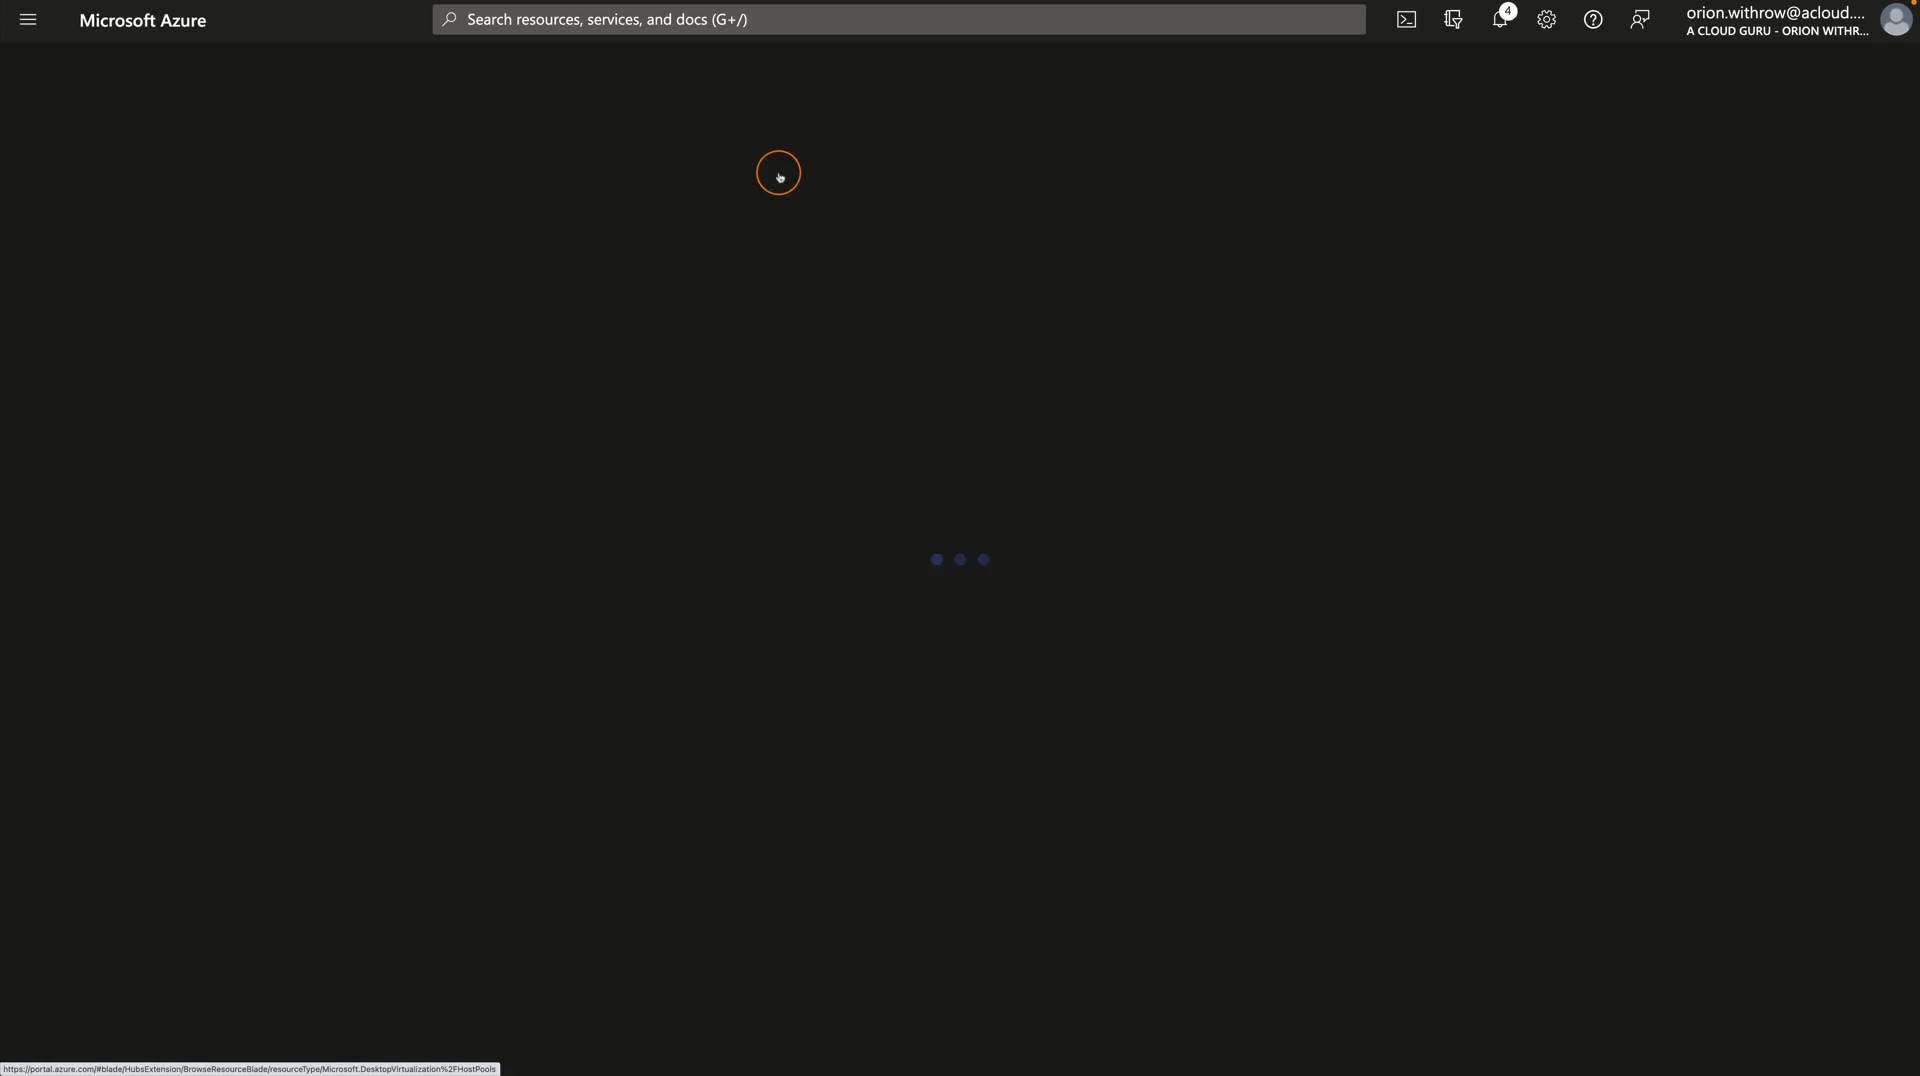 Microsoft Azure
Search resources, services, and docs (G+/)
4
orion.withrow@acloud....
A CLOUD GURU - ORION WITHR...
https://portal.azure.com/#blade/HubsExtension/BrowseResourceBlade/resourceType/Microsoft.DesktopVirtualization%2FHostPools